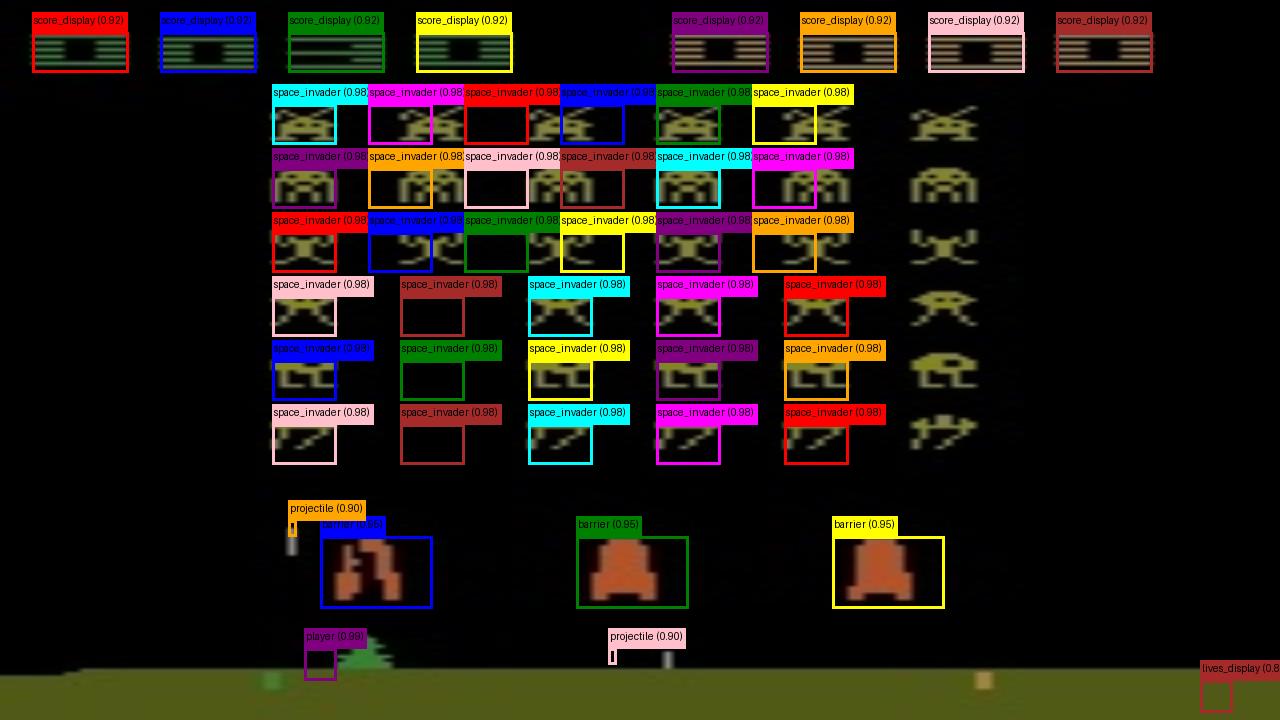 score_display (0.92) score_display (0.92) score_display (0.92) score_display (0.92) score_display (0.92) score_display (0.92) score_display (0.92) score_display (0.92)
space_invader (0.98) space_invader (0.98) space_invader (0.98) space_invader (0.98) space_invader (0.98) space_invader (0.98)
space_invader (0.98 space_invader (0.98 space_invader (0.98) space_invader (0.98) space_invader (0.98) space_invader (0.98)
space_invader (0.98) space_invader (0.98 space_invader (0.98) space_invader (0.98) space_invader (0.98 space_invader (0.98)
space_invader (0.98) space_invader (0.98) space_invader (0.98) space_invader (0.98) space_invader (0.98)
space_invader (0.98) space_invader (0.98) space_invader (0.98) space_invader (0.98) space_invader (0.98)
space_invader (0.98) space_invader (0.98) space_invader (0.98) space_invader (0.98) space_invader (0.98)
projectile (0.90)
barrier (0.95) barrier (0.95) barrier (0.95)
player (0.99) projectile (0.90)
lives_display (0.8